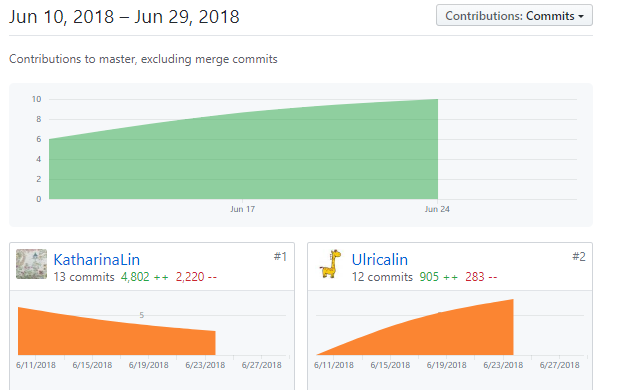 Jun 10, 2018 – Jun 29, 2018
Contributions: Commits
Contributions to master, excluding merge commits
10
8
6
4
2
0
Jun 17 Jun 24
KatharinaLin #1
13 commits 4,802 ++ 2,220 --
5
6/11/2018 6/15/2018 6/19/2018 6/23/2018 6/27/2018
Ulricalin #2
12 commits 905 ++ 283 --
6/11/2018 6/15/2018 6/19/2018 6/23/2018 6/27/2018